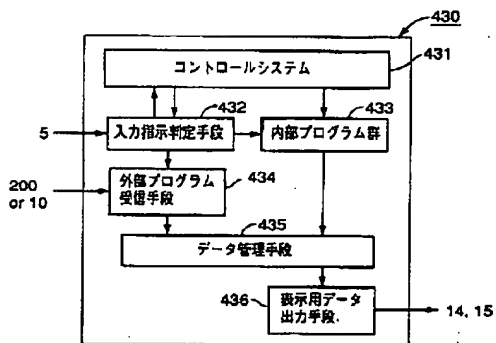 430
コントロールシステム
431
432
433
5
入力指示判定手段
内部プログラム群
200
or 10
外部プログラム
受信手段
434
435
データ管理手段
436
表示用データ
出力手段.
14, 15